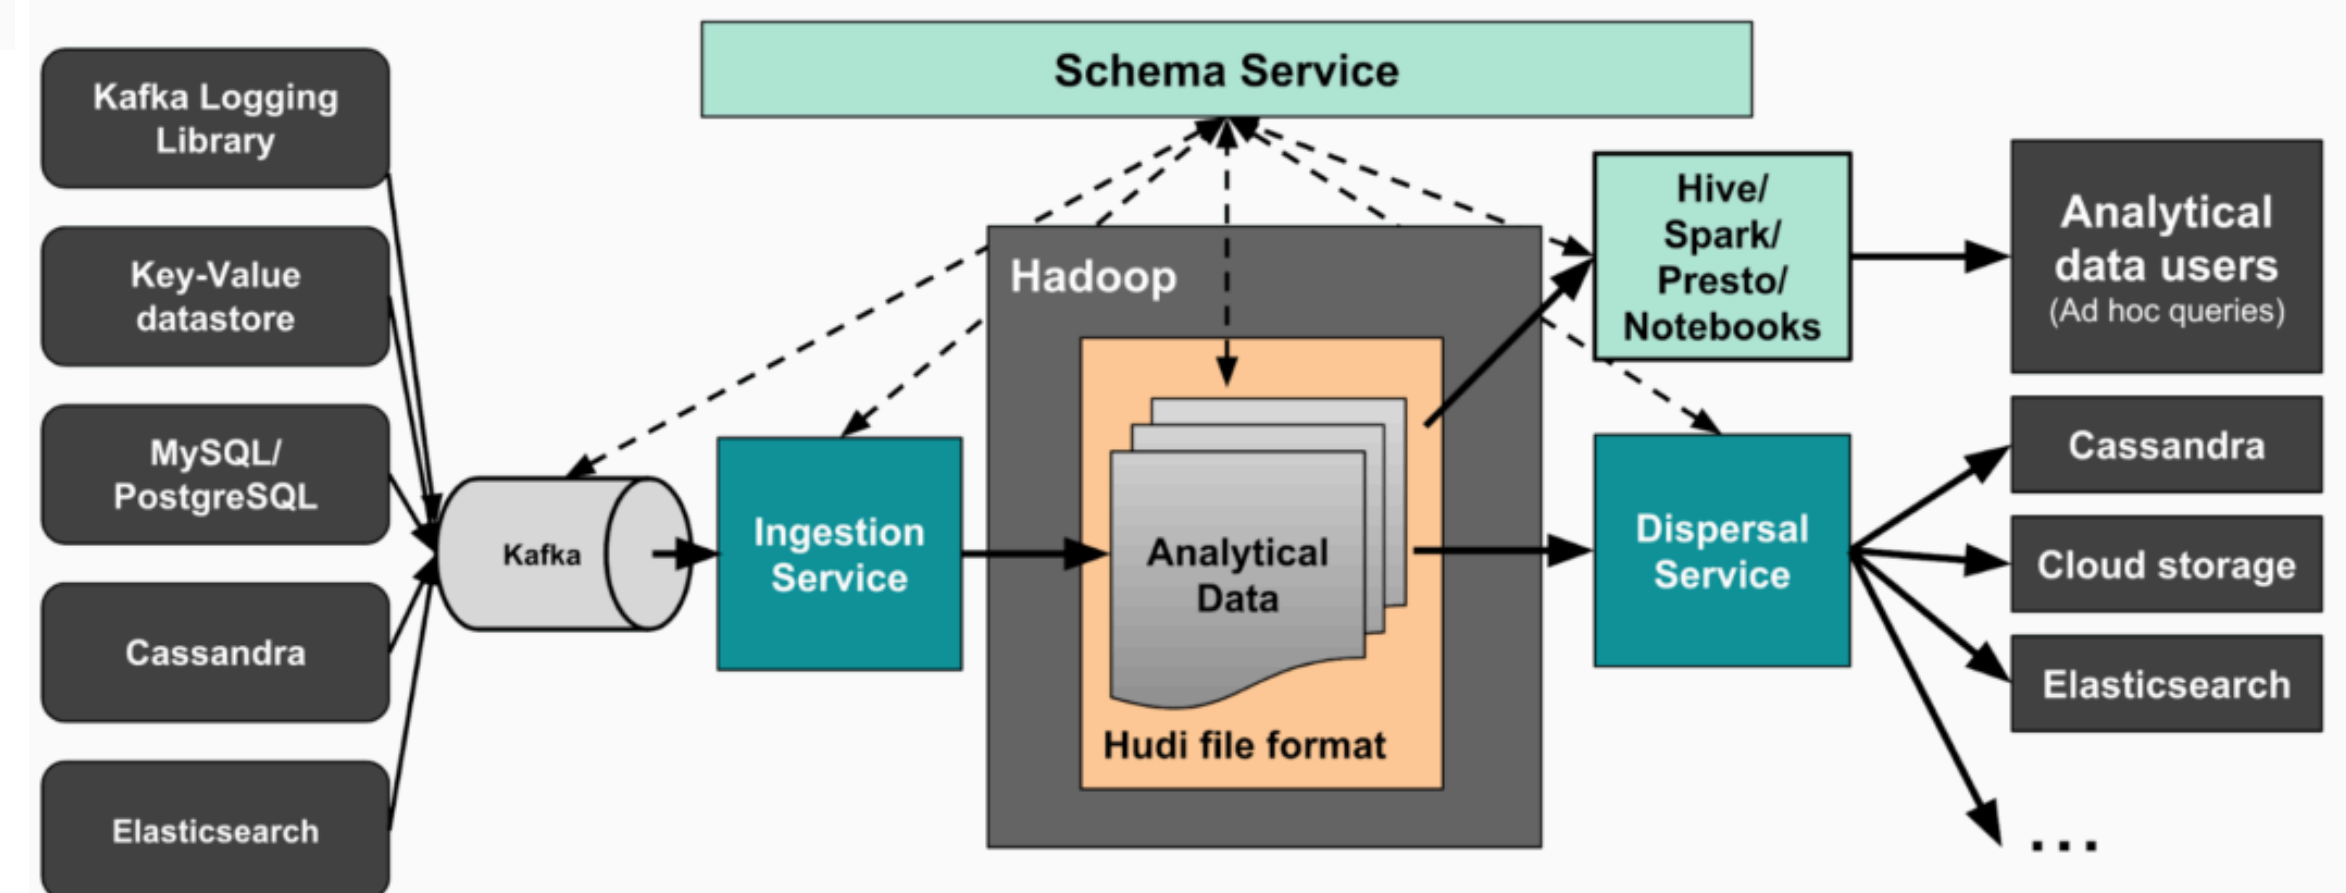 Schema Service
Kafka Logging
Library
Key-Value
datastore
MySQL/
PostgreSQL
Cassandra
Elasticsearch
Kafka
Ingestion
Service
Hadoop
Analytical
Data
Hudi file format
Hive/
Spark/
Presto/
Notebooks
Dispersal
Service
Analytical
data users
(Ad hoc queries)
Cassandra
Cloud storage
Elasticsearch
...